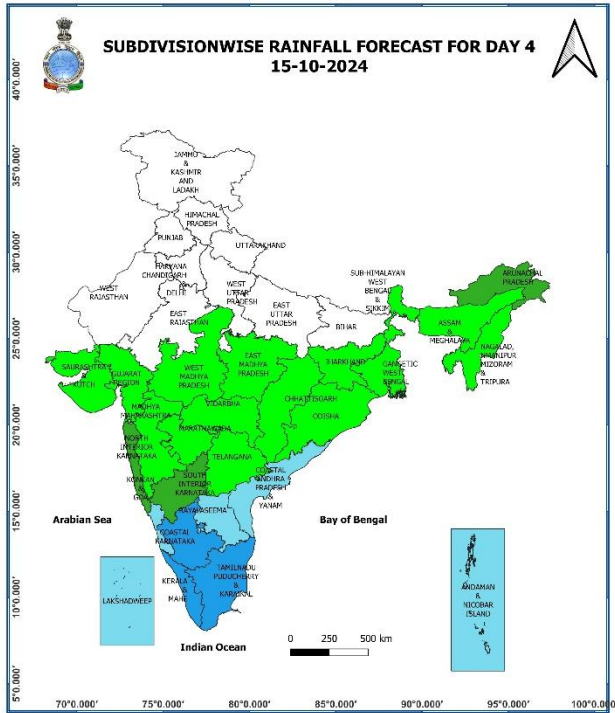 SUBDIVISIONWISE RAINFALL FORECAST FOR DAY 4
15-10-2024
40°0.000'
35°0.000'
30°0.000'
25°0.000'
20°0.000'
15°0.000'
10°0.000'
5°0.000'
JAMMO
&
KASHMIR
AND
LADAKH
HIMACHAL
PRADESH
PUNJAB
UTTARAKHAND
HARYANA
CHANDIGARH
&
DELHI
WEST
RAJASTHAN
WEST
UTTAR
PRADESH
EAST
RAJASTHAN
EAST
UTTAR
PRADESH
BIHAR
SUB-HIMALAYAN
WEST
BENGAL
&
SIKKIM
ARUNACHAL
PRADESH
ASSAM
&
MEGHALAYA
NAGALAD,
MANIPUR
MIZORAM
&
TRIPURA
SAURASHTRA
&
KUTCH
GUJARAT
REGION
WEST
MADHYA
PRADESH
EAST
MADHYA
PRADESH
JHARKHAND
GANGETIC
WEST
BENGAL
MADHYA
MAHARASHTRA
VIDARBHA
CHHATTISGARH
ODISHA
MARATHAWADA
NORTH
INTERIOR
KARNATAKA
TELANGANA
KONKAN
&
GOA
SOUTH
INTERIOR
KARNATAKA
COASTAL
ANDHRA
PRADESH
&
YANAM
RAYALASEEMA
Arabian Sea
Bay of Bengal
COASTAL
KARNATAKA
LAKSHADWEEP
KERALA
&
MAHE
TAMILNADU
PUDUCHERRY
&
KARAIKAL
ANDAMAN
&
NICOBAR
ISLAND
Indian Ocean
0 250 500 km
70°0.000' 75°0.000' 80°0.000' 85°0.000' 90°0.000' 95°0.000' 100°0.000'